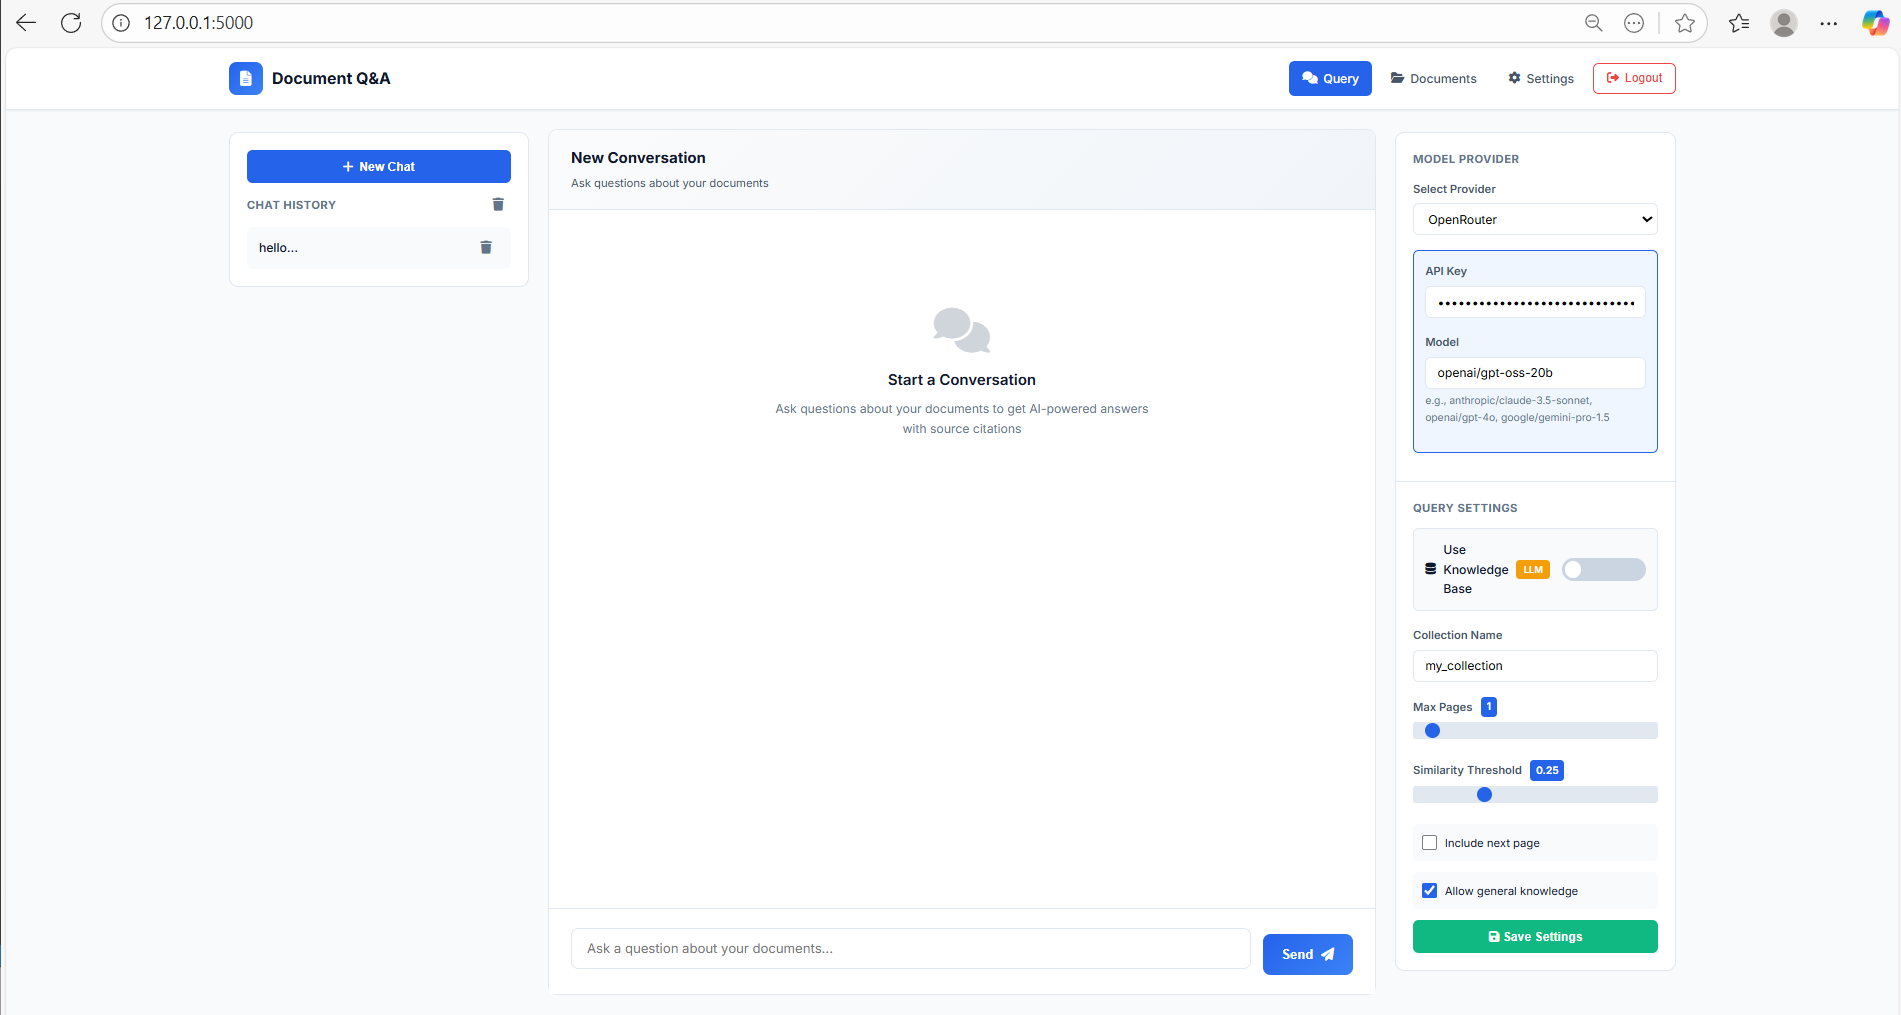 127.0.0.1:5000
Document Q&A
Query
Documents
Settings
Logout
New Chat
CHAT HISTORY
hello...
New Conversation
Ask questions about your documents
Start a Conversation
Ask questions about your documents to get AI-powered answers
with source citations
Ask a question about your documents...
Send
MODEL PROVIDER
Select Provider
OpenRouter
API Key
••••••••••••••••••••••••••••••
Model
openai/gpt-oss-20b
e.g., anthropic/claude-3.5-sonnet,
openai/gpt-4o, google/gemini-pro-1.5
QUERY SETTINGS
Use
Knowledge
Base
LLM
Collection Name
my_collection
Max Pages 1
Similarity Threshold 0.25
Include next page
Allow general knowledge
Save Settings